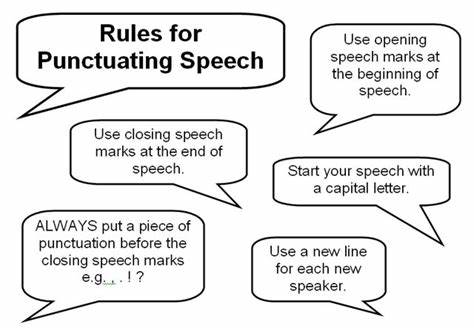 Rules for
Punctuating Speech
Use opening
speech marks at
the beginning of
speech.
Use closing speech
marks at the end of
speech.
Start your speech with
a capital letter.
ALWAYS put a piece of
punctuation before the
closing speech marks
e.g. , . ! ?
Use a new line
for each new
speaker.